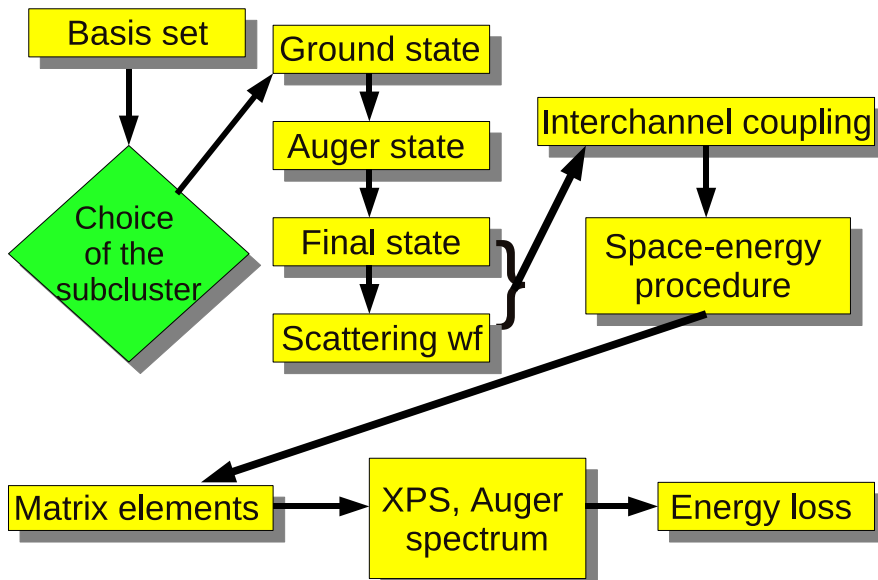 Basis set
Choice
of the
subcluster
Ground state
Auger state
Final state
Scattering wf
}
Interchannel coupling
Space-energy
procedure
Matrix elements
XPS, Auger
spectrum
Energy loss